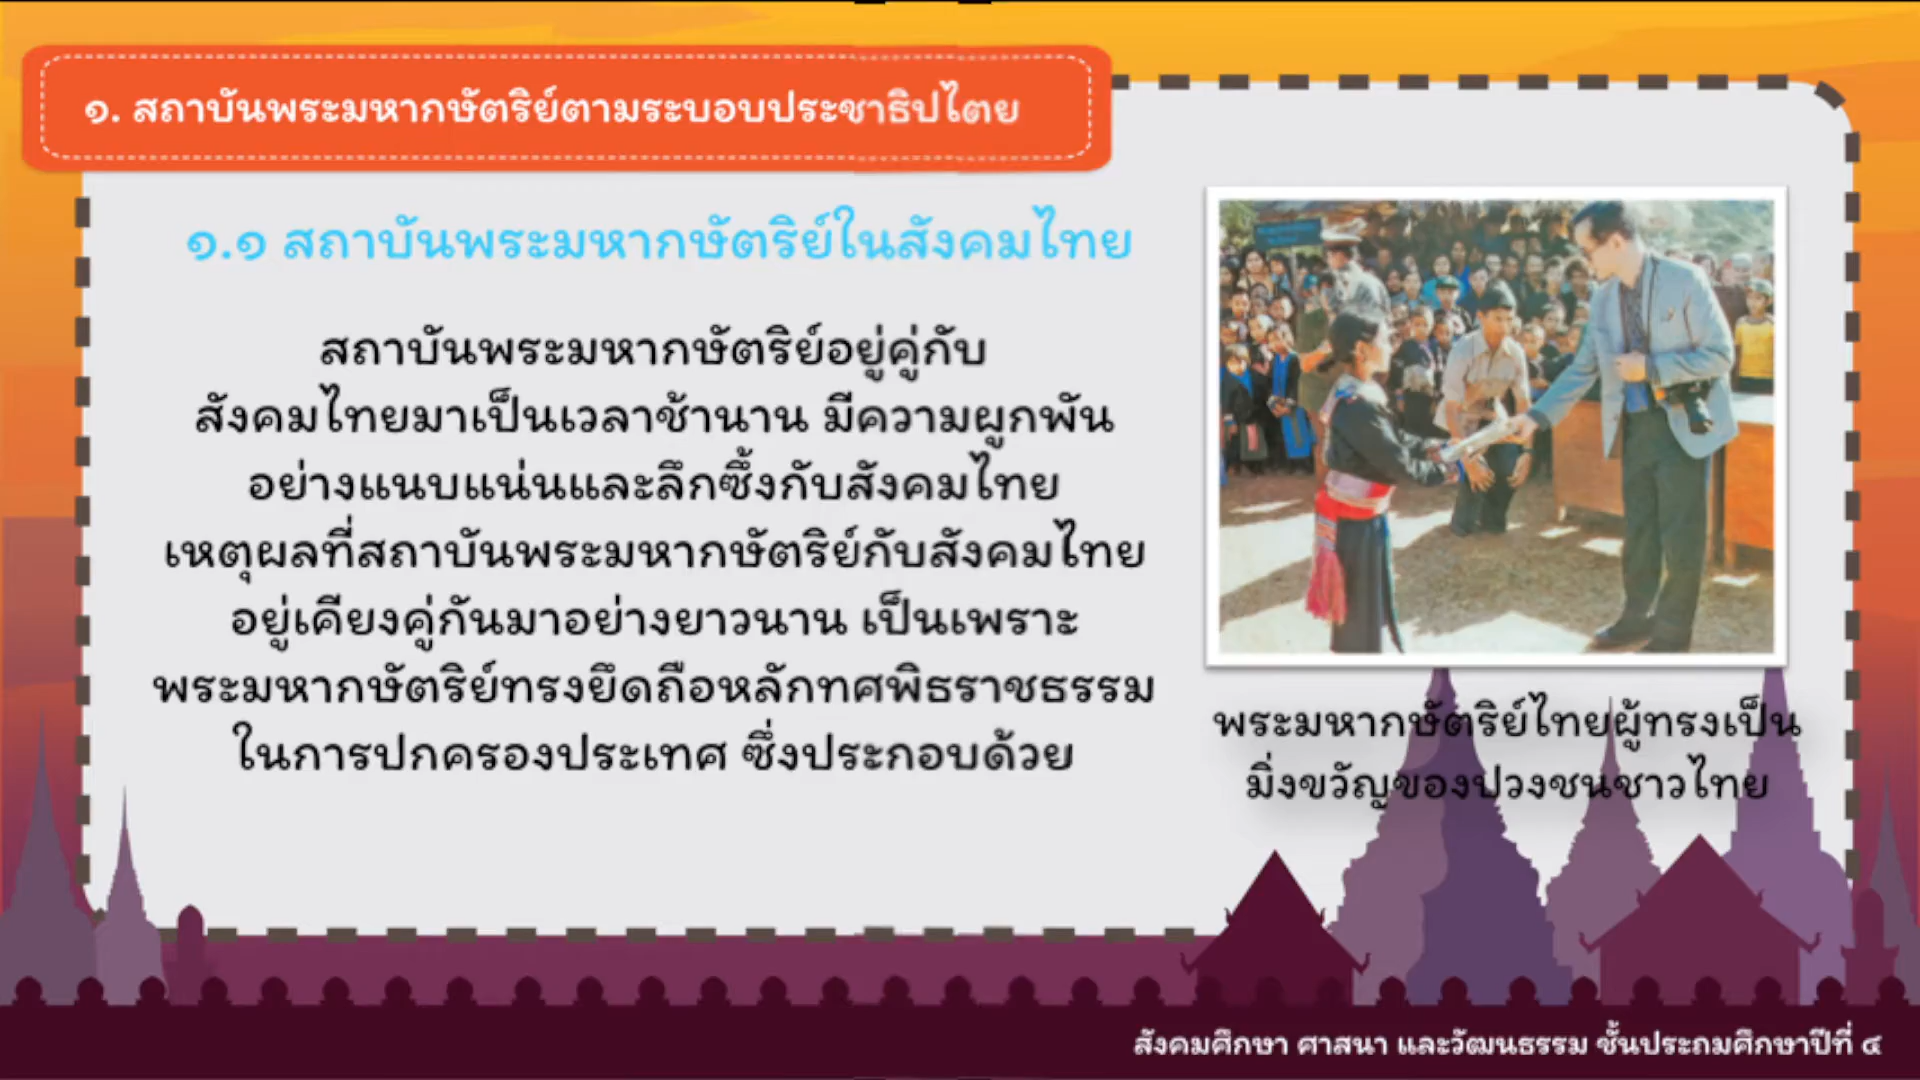 ๑. สถาบันพระมหากษัตริย์ตามระบอบประชาธิปไตย
๑.๑ สถาบันพระมหากษัตริย์ในสังคมไทย
สถาบันพระมหากษัตริย์อยู่คู่กับ
สังคมไทยมาเป็นเวลาช้านาน มีความผูกพัน
อย่างแนบแน่นและลึกซึ้งกับสังคมไทย
เหตุผลที่สถาบันพระมหากษัตริย์กับสังคมไทย
อยู่เคียงคู่กันมาอย่างยาวนาน เป็นเพราะ
พระมหากษัตริย์ทรงยึดถือหลักทศพิธราชธรรม
ในการปกครองประเทศ ซึ่งประกอบด้วย
พระมหากษัตริย์ไทยผู้ทรงเป็น
มิ่งขวัญของปวงชนชาวไทย
สังคมศึกษา ศาสนา และวัฒนธรรม ชั้นประถมศึกษาปีที่ ๔